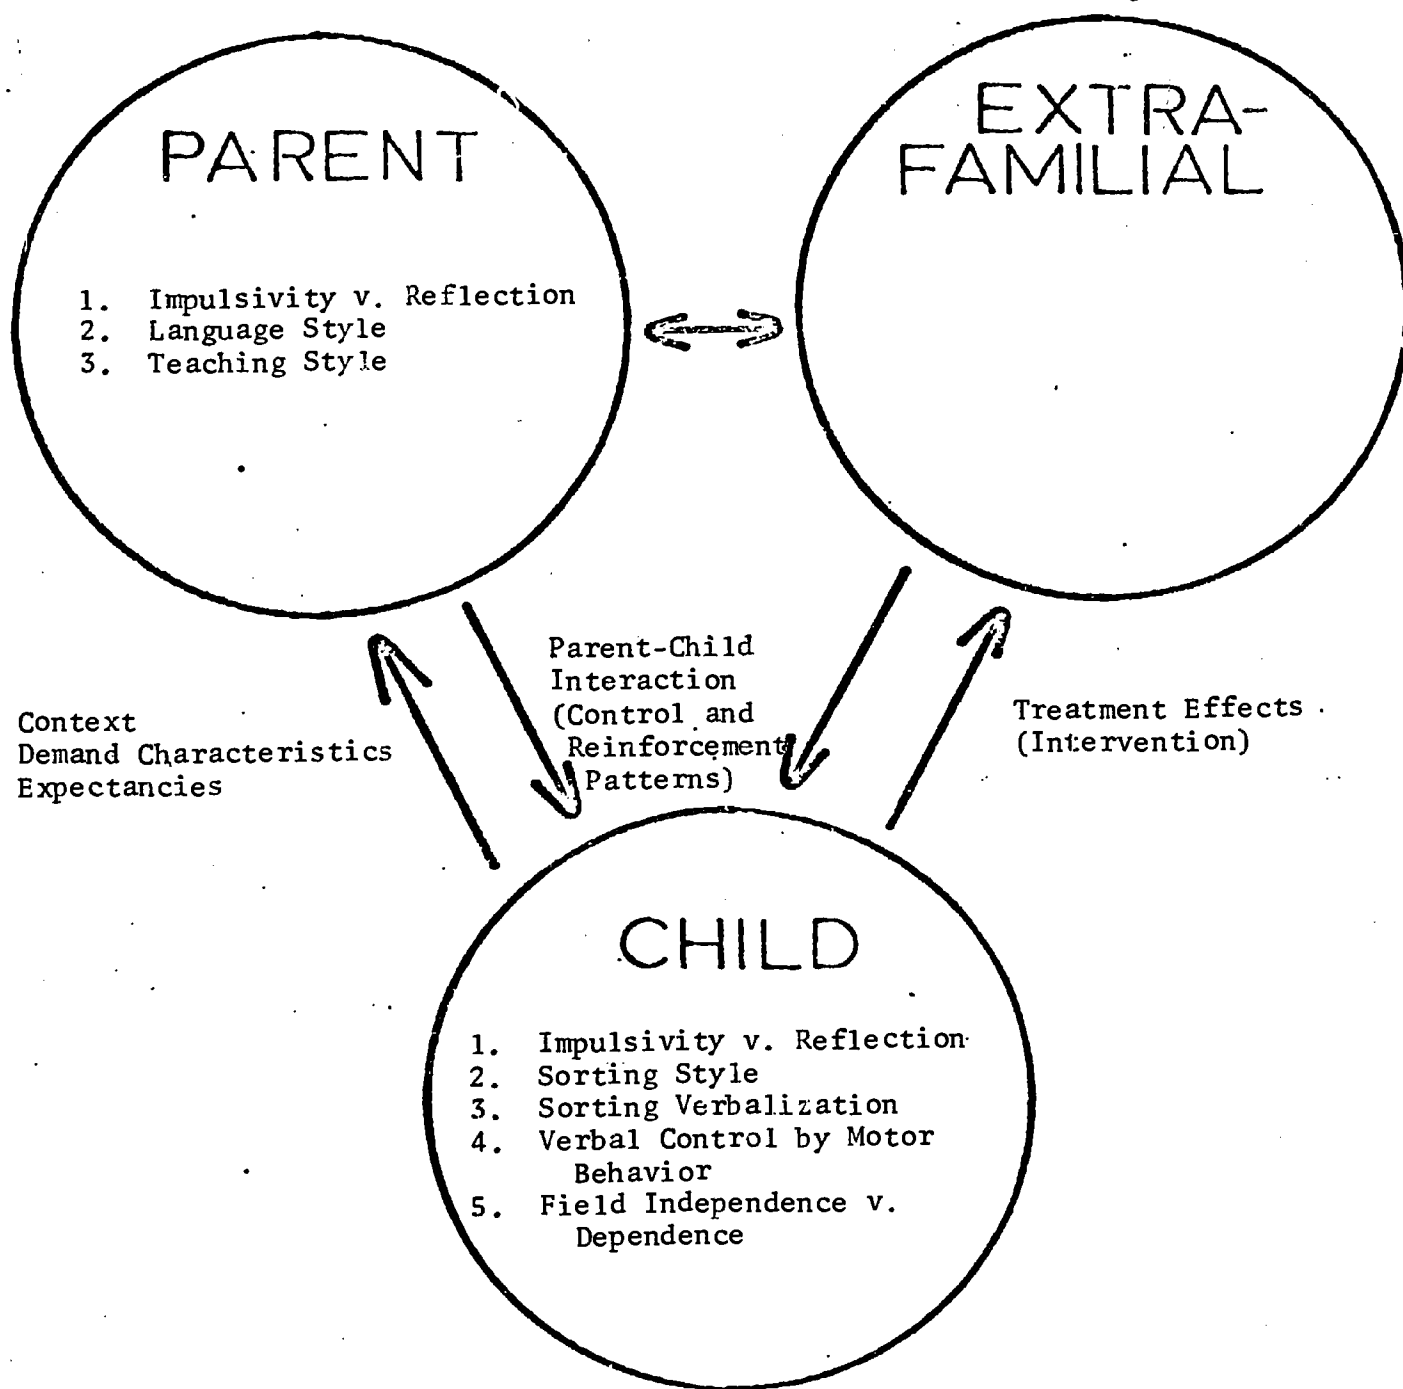 PARENT
1. Impulsivity v. Reflection
2. Language Style
3. Teaching Style
EXTRA-
FAMILIAL
Context
Demand Characteristics
Expectancies
Parent-Child
Interaction
(Control and
Reinforcement
Patterns)
Treatment Effects
(Intervention)
CHILD
1. Impulsivity v. Reflection
2. Sorting Style
3. Sorting Verbalization
4. Verbal Control by Motor
Behavior
5. Field Independence v.
Dependence